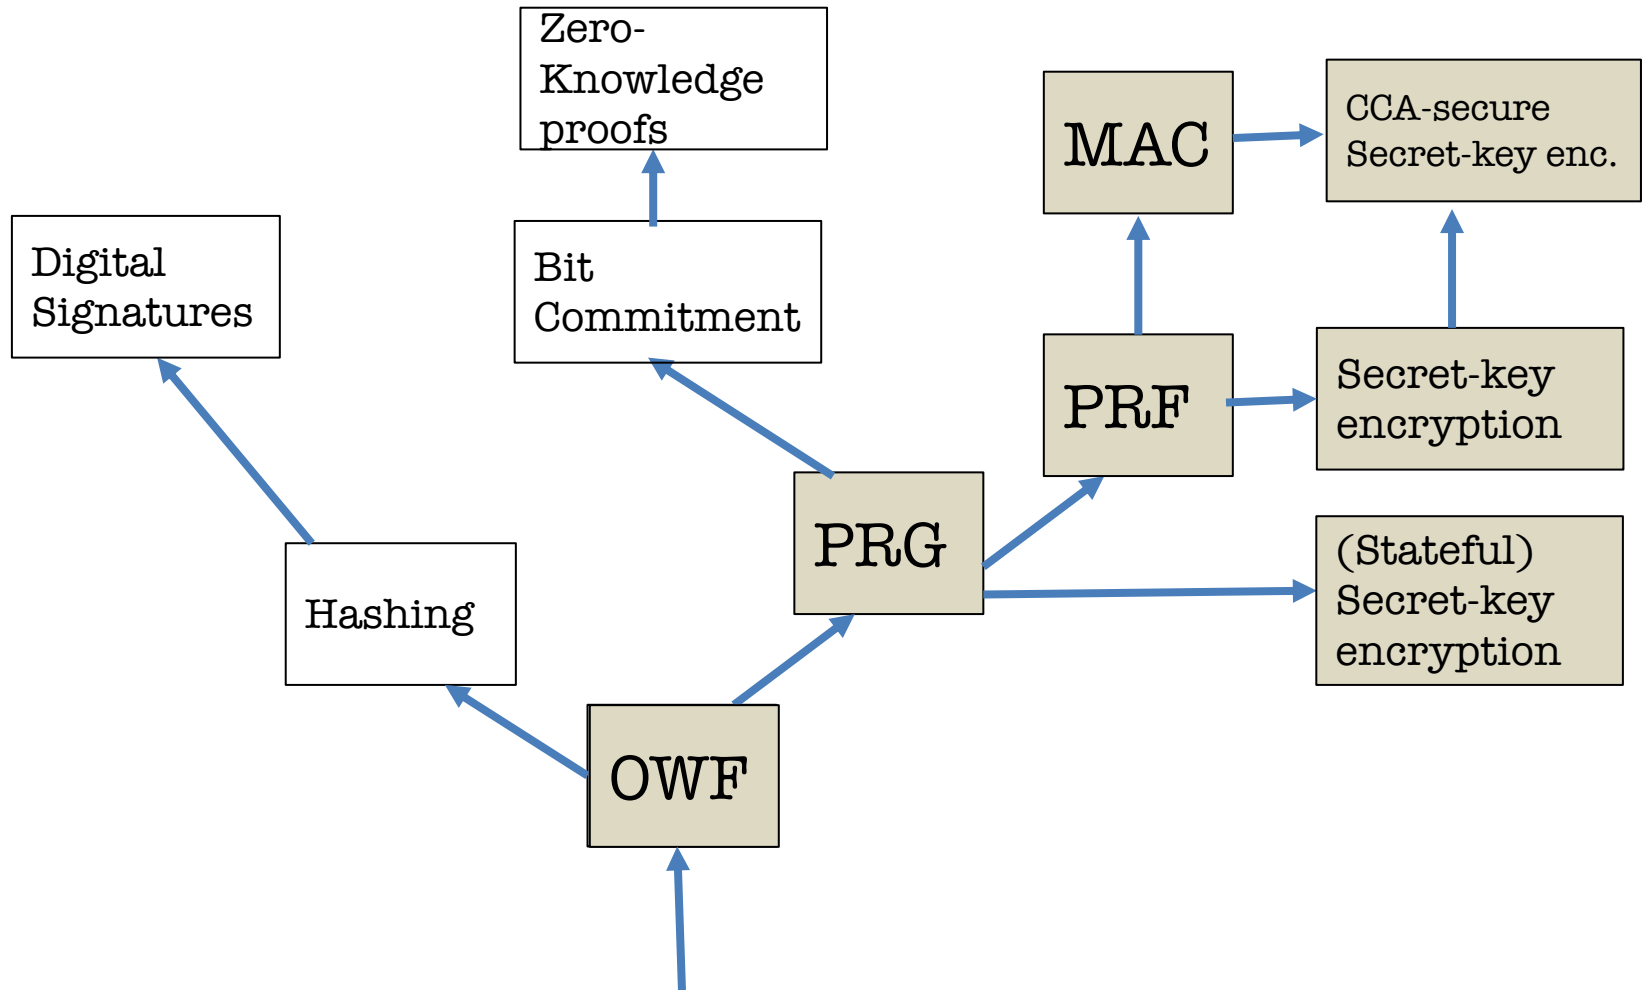 Zero-
Knowledge
proofs
MAC
CCA-secure
Secret-key enc.
Digital
Signatures
Bit
Commitment
PRF
Secret-key
encryption
PRG
(Stateful)
Secret-key
encryption
Hashing
OWF